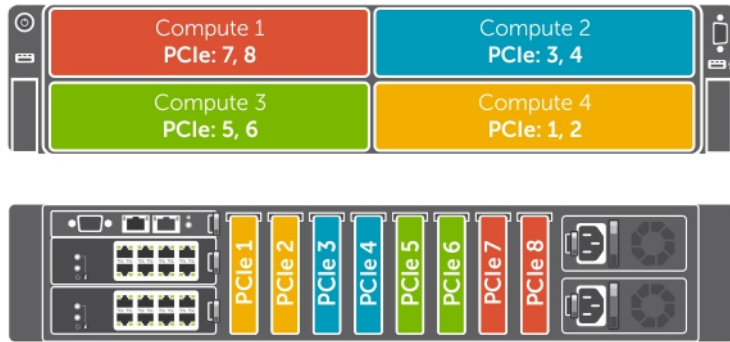 Compute 1
PCIe: 7, 8
Compute 2
PCIe: 3, 4
Compute 3
PCIe: 5, 6
Compute 4
PCIe: 1, 2
PCIe 1
PCIe 2
PCIe 3
PCIe 4
PCIe 5
PCIe 6
PCIe 7
PCIe 8